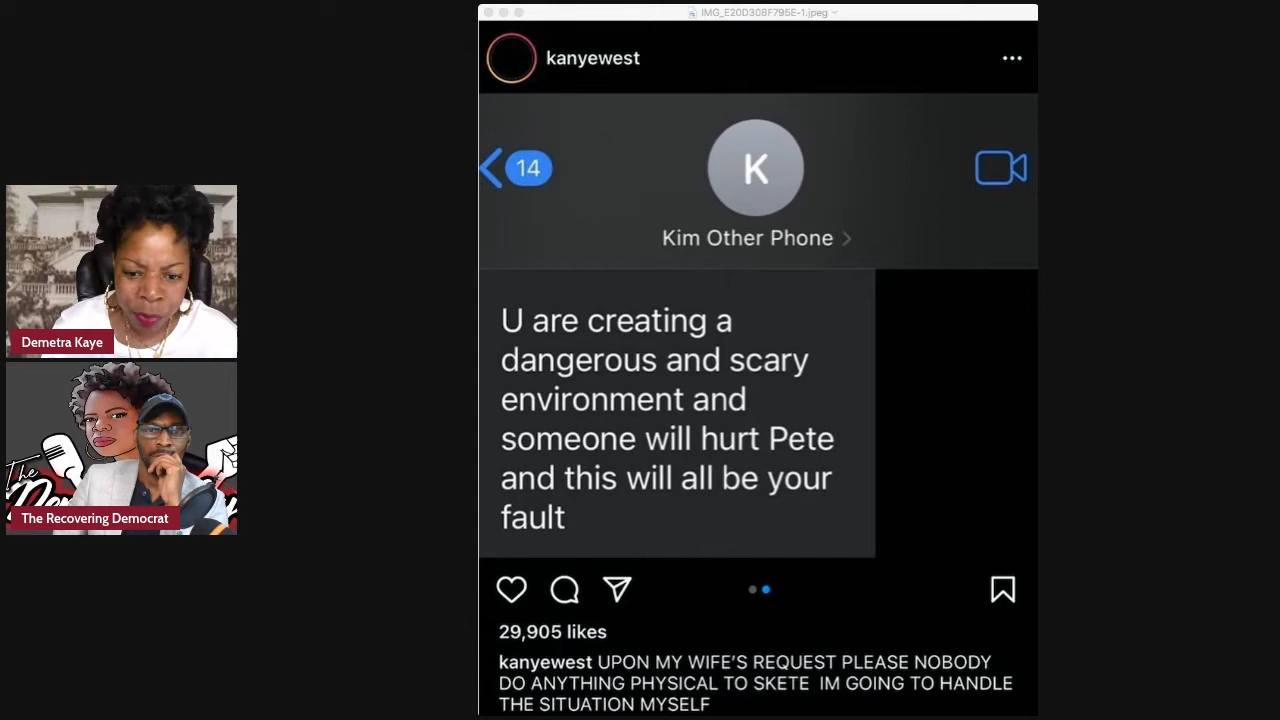 IMG_E20D308F795E-1.jpeg
kanyewest
14
K
Kim Other Phone
U are creating a
dangerous and scary
environment and
someone will hurt Pete
and this will all be your
fault
29,905 likes
kanyewest UPON MY WIFE'S REQUEST PLEASE NOBODY
DO ANYTHING PHYSICAL TO SKETE IM GOING TO HANDLE
THE SITUATION MYSELF
Demetra Kaye
The
The Recovering Democrat